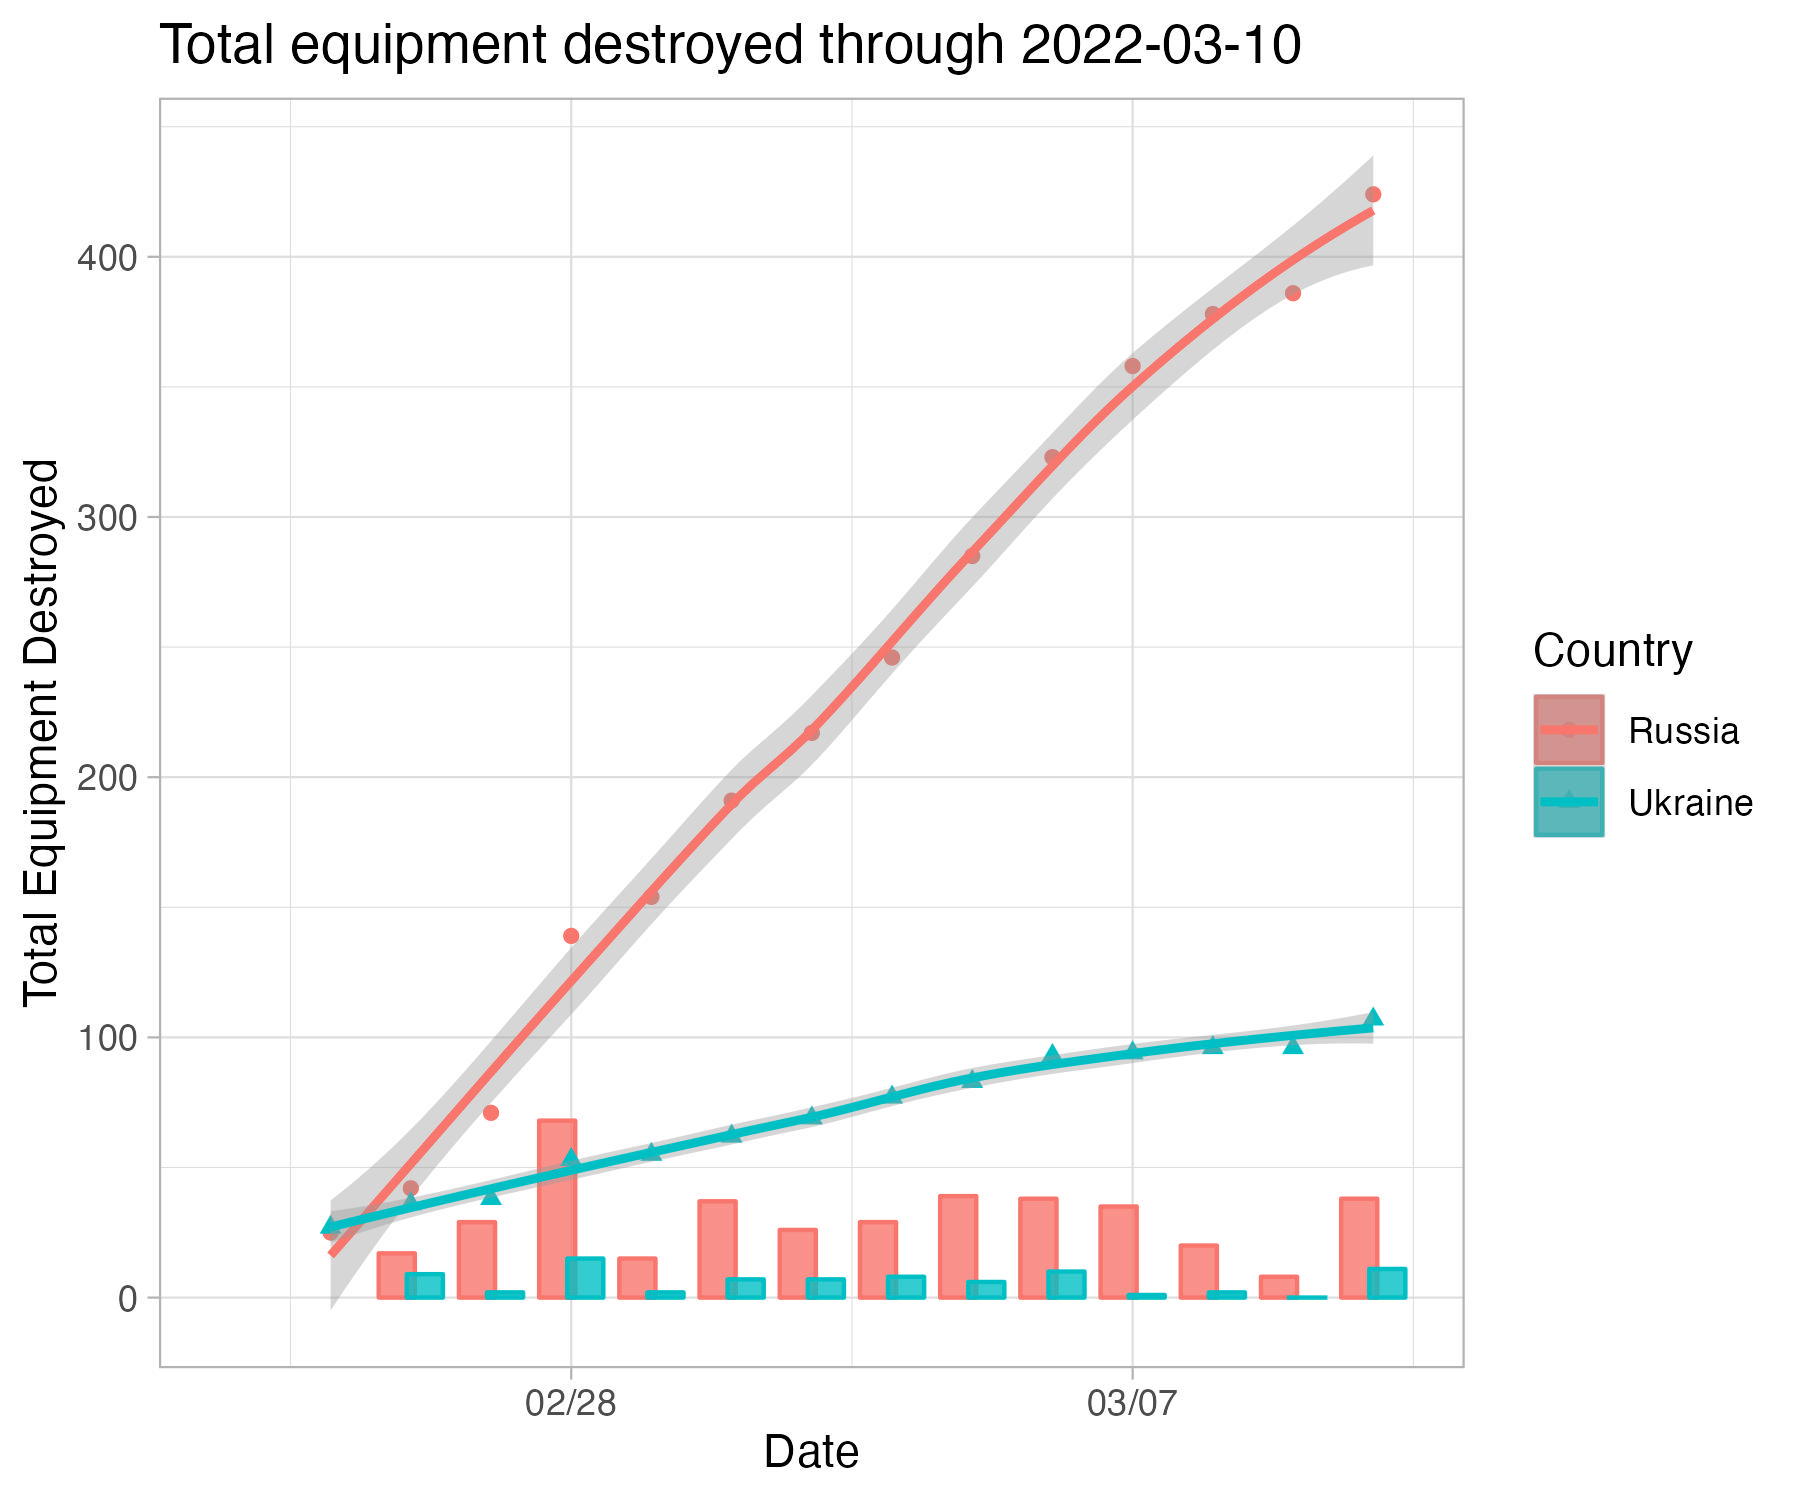 Total equipment destroyed through 2022-03-10
Total Equipment Destroyed
400
300
200
100
0
02/28
03/07
Date
Country
Russia
Ukraine